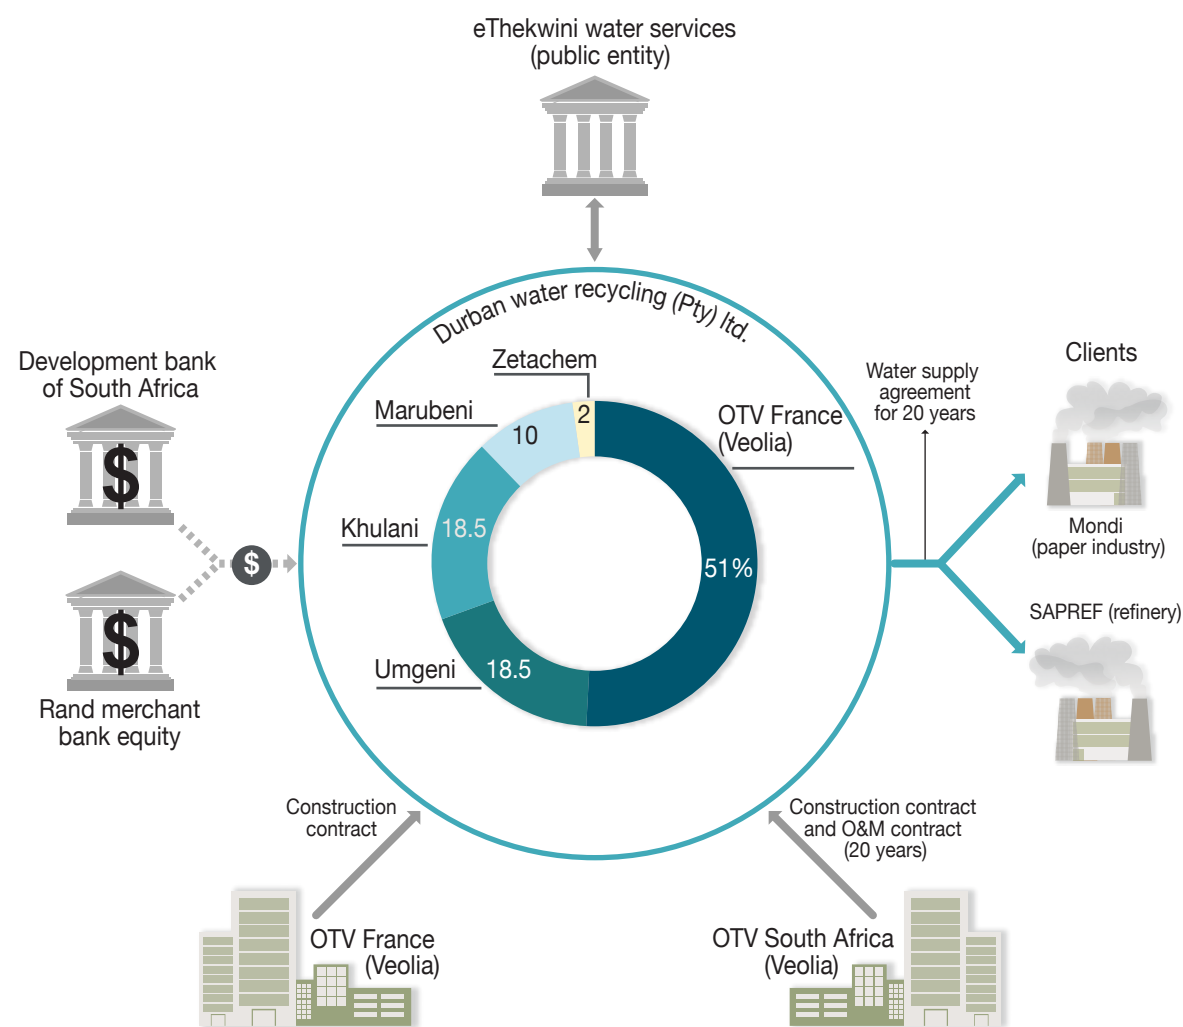 eThekwini water services
(public entity)
Durban water recycling (Pty) ltd.
Development bank
of South Africa
$
$
Rand merchant
bank equity
$
Zetachem
2
Marubeni
10
Khulani
18.5
Umgeni
18.5
OTV France
(Veolia)
51%
Water supply
agreement
for 20 years
Clients
Mondi
(paper industry)
SAPREF (refinery)
Construction
contract
OTV France
(Veolia)
Construction contract
and O&M contract
(20 years)
OTV South Africa
(Veolia)